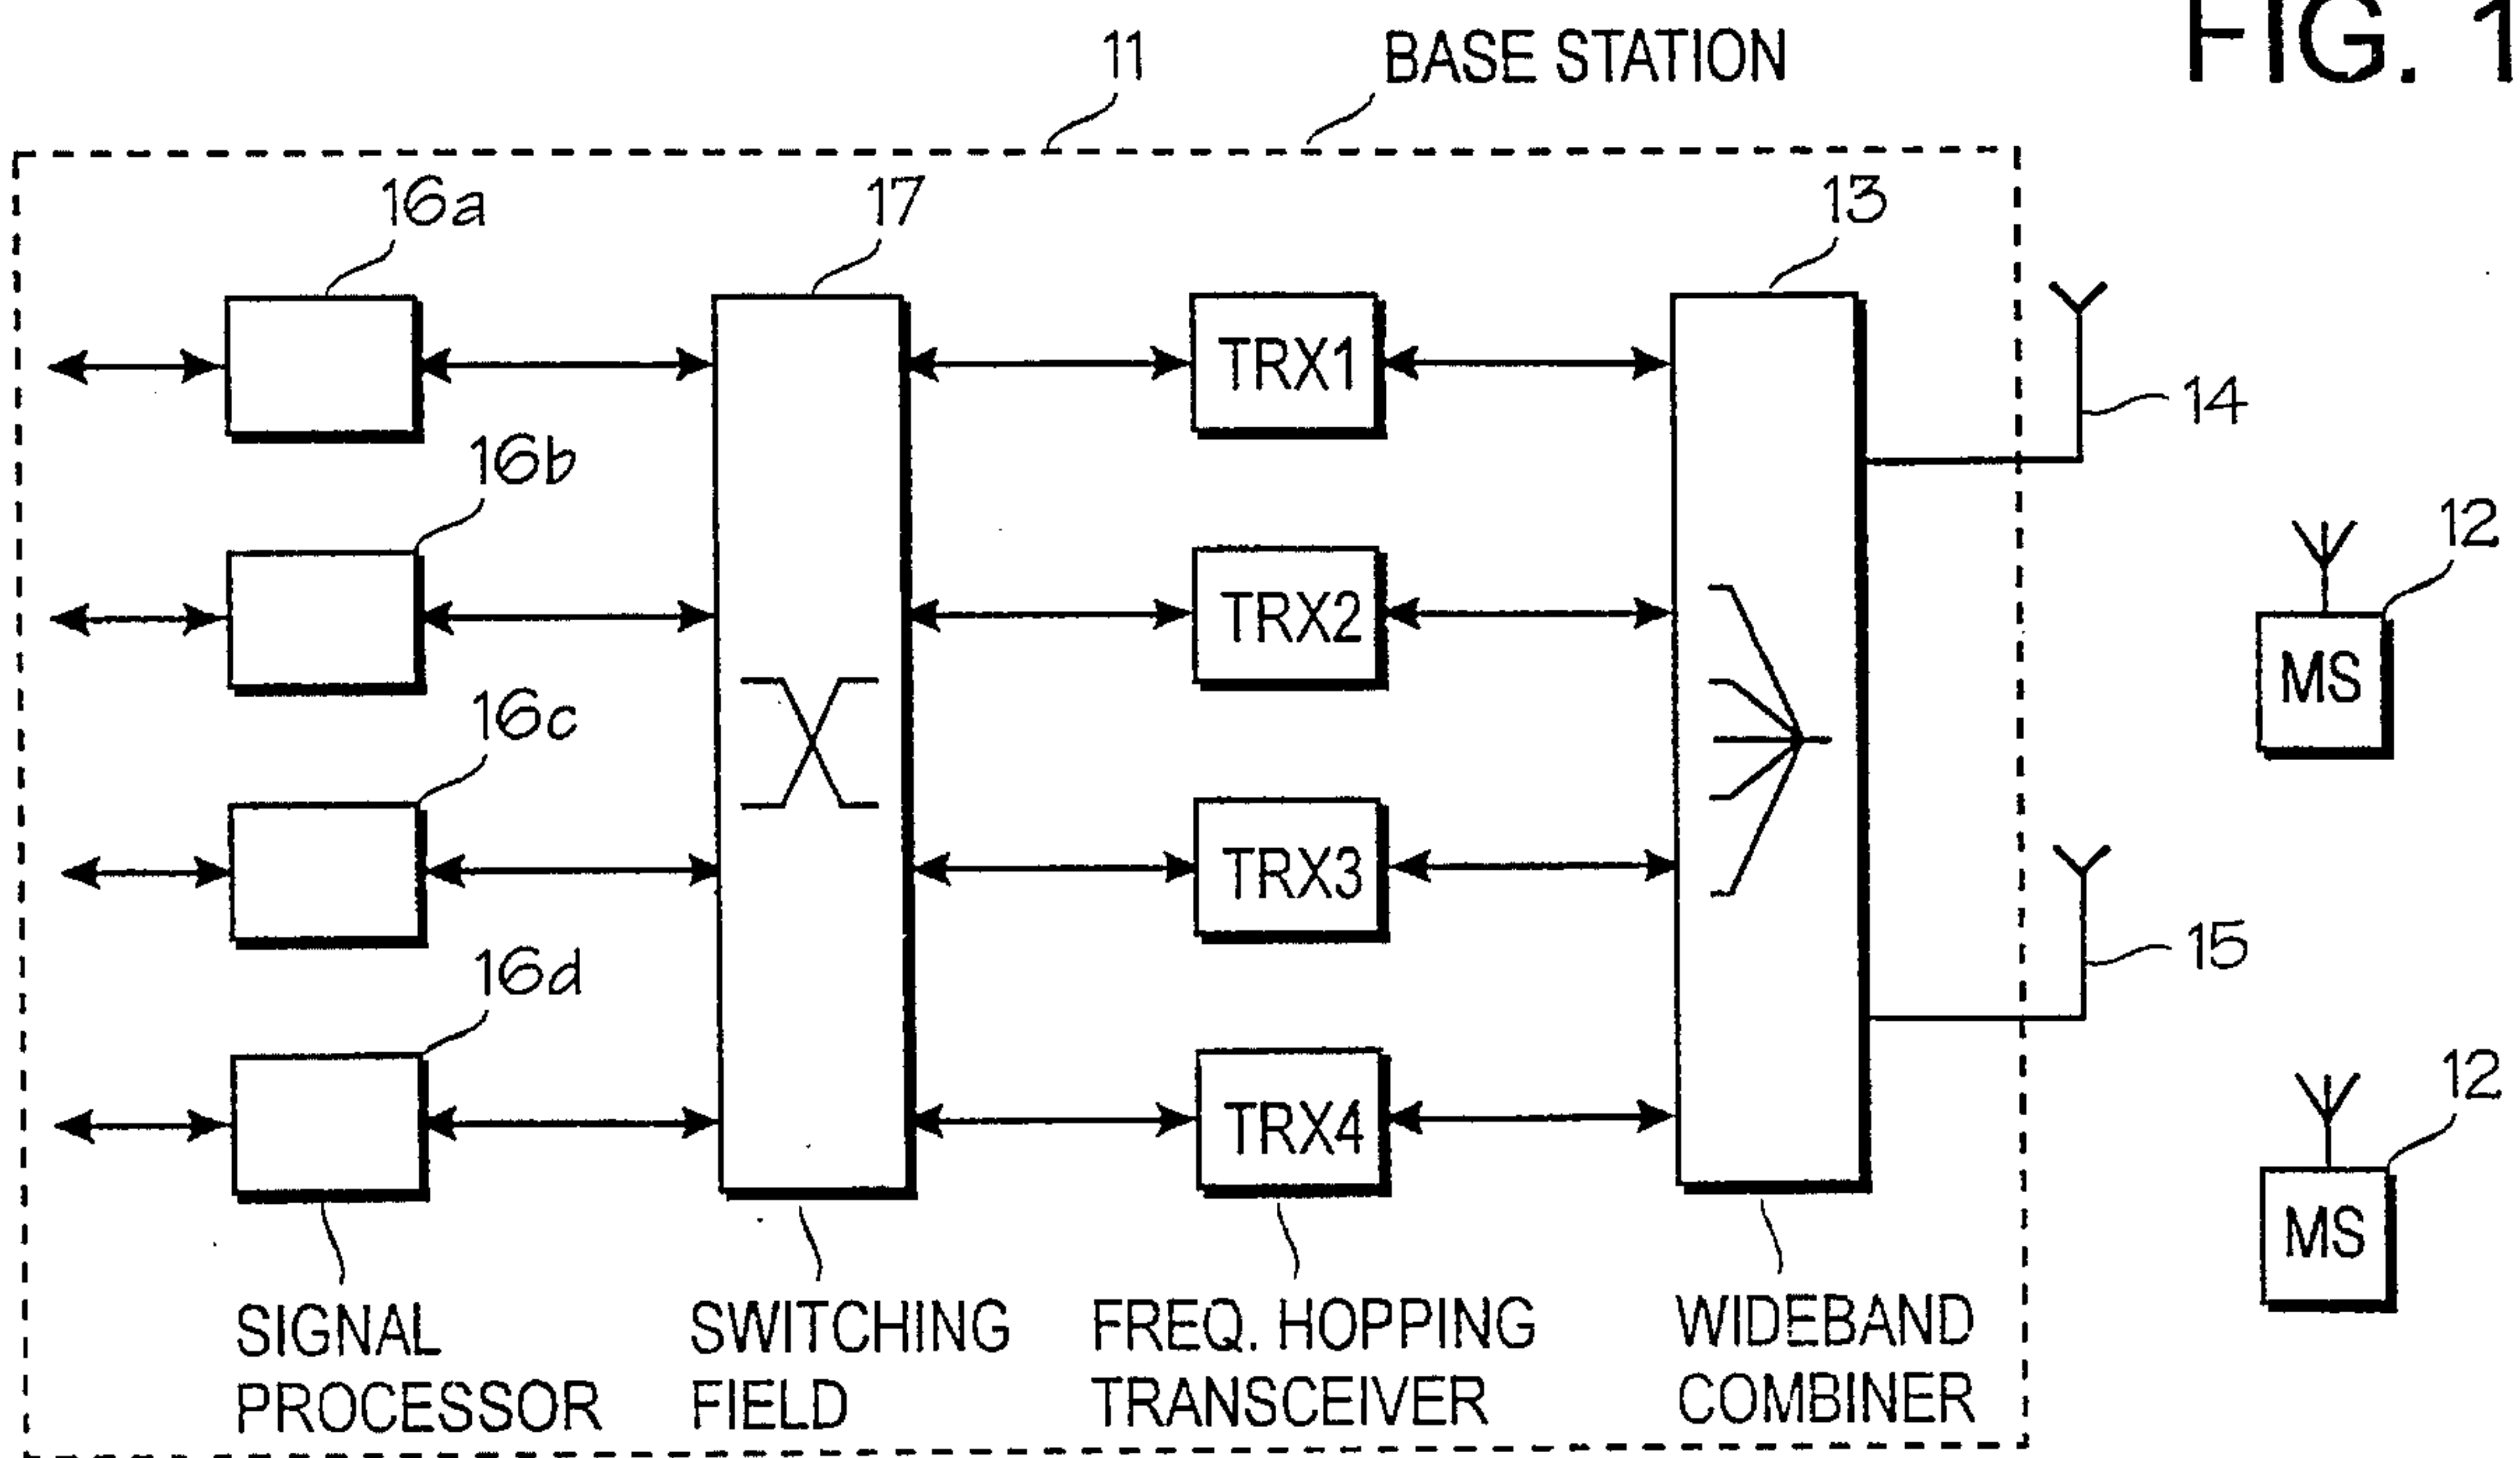 FIG. 1
11
BASE STATION
16a
17
13
TRX1
14
16b
12
TRX2
MS
16c
TRX3
15
16d
12
TRX4
MS
SIGNAL
PROCESSOR
SWITCHING
FIELD
FREQ. HOPPING
TRANSCEIVER
WIDEBAND
COMBINER